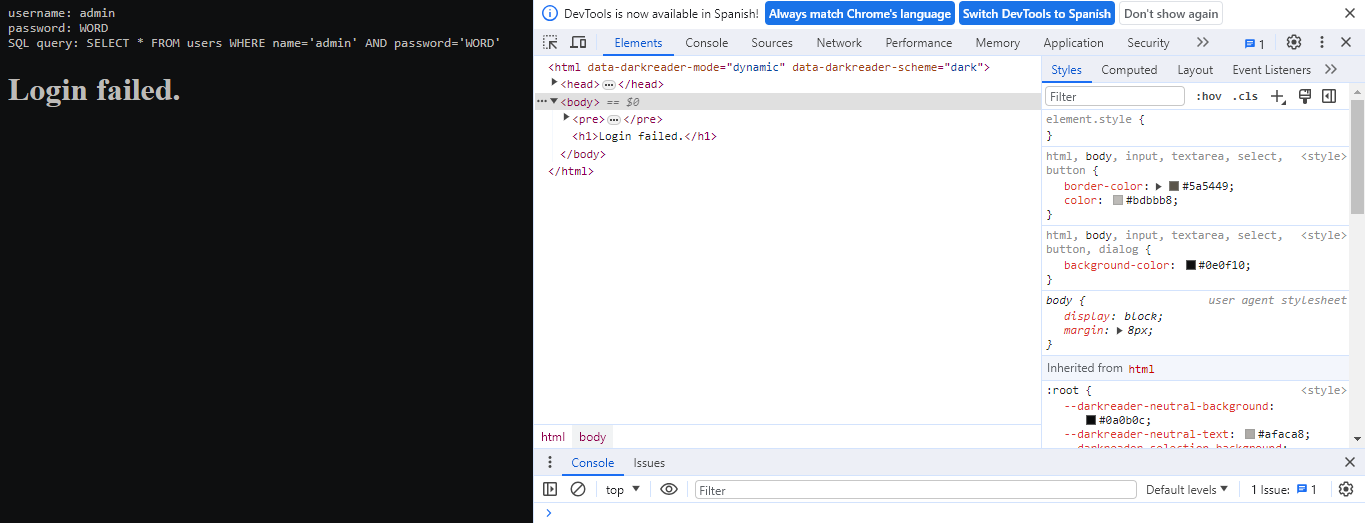 username: admin
password: WORD
SQL query: SELECT * FROM users WHERE name='admin' AND password='WORD'
Login failed.
DevTools is now available in Spanish! Always match Chrome's language Switch DevTools to Spanish Don't show again
Elements Console Sources Network Performance Memory Application Security 1
<html data-darkreader-mode="dynamic" data-darkreader-scheme="dark">
<head> </head>
<body> == $0
<pre> </pre>
<h1>Login failed.</h1>
</body>
</html>
html body
Styles Computed Layout Event Listeners
Filter :hov .cls
element.style {
}
html, body, input, textarea, select, <style>
button {
border-color: #5a5449;
color: #bdbbb8;
}
html, body, input, textarea, select, <style>
button, dialog {
background-color: #0e0f10;
}
body { user agent stylesheet
display: block;
margin: 8px;
}
Inherited from html
:root { <style>
--darkreader-neutral-background:
#0a0b0c;
--darkreader-neutral-text: #afaca8;
--darkreader-selection-background:
Console Issues
top Filter Default levels 1 Issue: 1